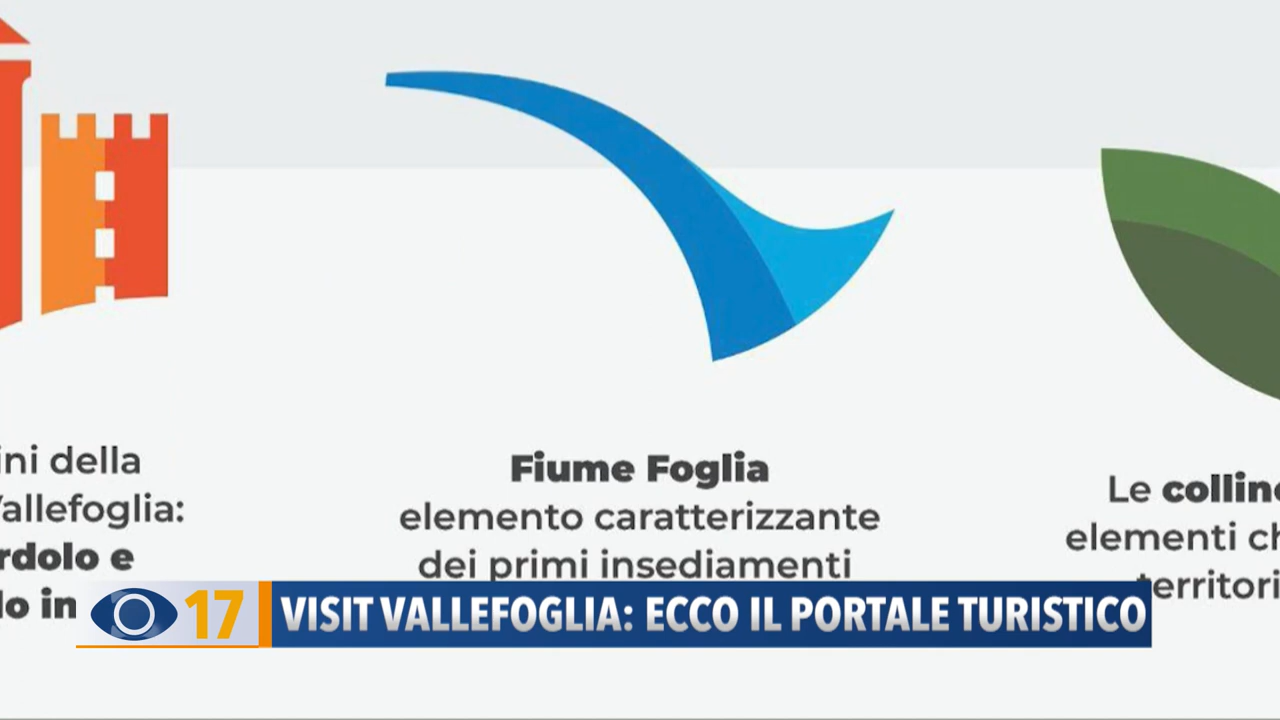 ini della
Vallefoglia:
rdolo e
lo in
Fiume Foglia
elemento caratterizzante
dei primi insediamenti
Le colline
elementi ch
territori
17
VISIT VALLEFOGLIA: ECCO IL PORTALE TURISTICO